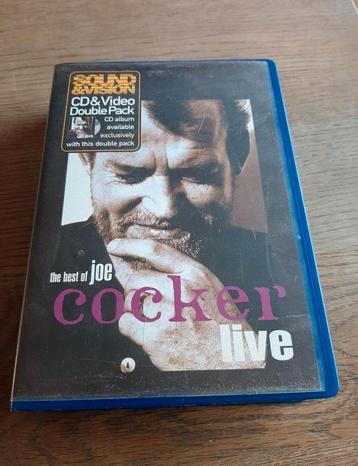 SOUND
&VISION
CD & Video
Double Pack
CD album
available
exclusively
with this double pack
the best of joe
cocker
live